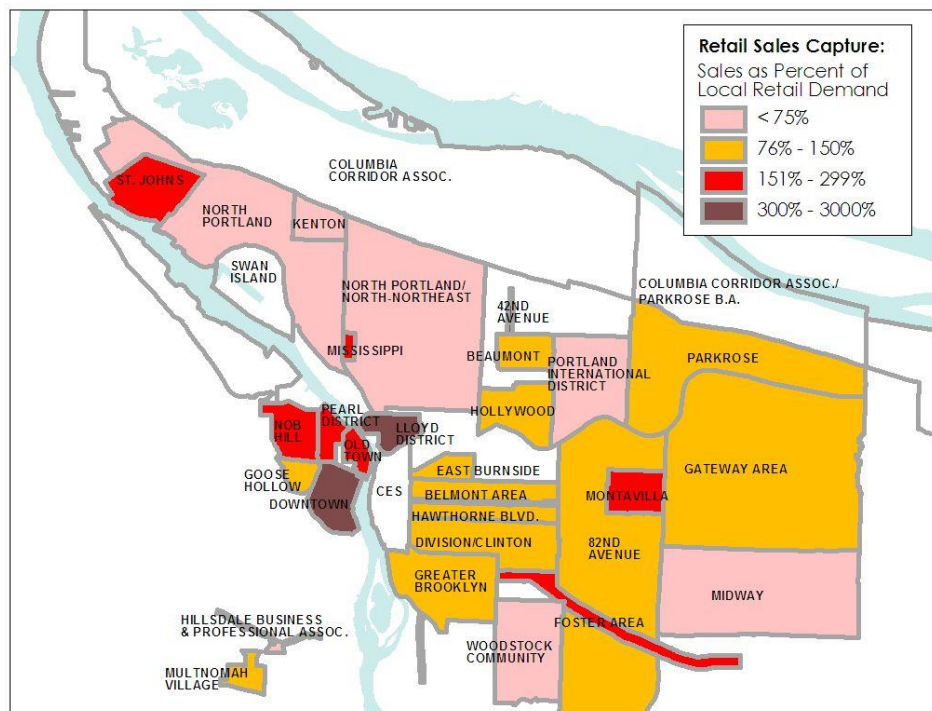 Retail Sales Capture:
Sales as Percent of
Local Retail Demand
< 75%
76% - 150%
151% - 299%
300% - 3000%
COLUMBIA
CORRIDOR ASSOC.
ST. JOHNS
NORTH
PORTLAND
KENTON
SWAN
ISLAND
NORTH PORTLAND/
NORTH-NORTHEAST
COLUMBIA CORRIDOR ASSOC./
PARKROSE B.A.
42ND
AVENUE
MISSISSIPPI
BEAUMONT
PORTLAND
INTERNATIONAL
DISTRICT
PARKROSE
HOLLYWOOD
PEARL
DISTRICT
NOB
HILL
LLOYD
DISTRICT
OLD
TOWN
GOOSE
HOLLOW
DOWNTOWN
CES
EAST BURNSIDE
BELMONT AREA
HAWTHORNE BLVD.
DIVISION/CLINTON
MONTAVILLA
GATEWAY AREA
82ND
AVENUE
GREATER
BROOKLYN
MIDWAY
FOSTER AREA
HILLSDALE BUSINESS
& PROFESSIONAL ASSOC.
WOODSTOCK
COMMUNITY
MULTNOMAH
VILLAGE